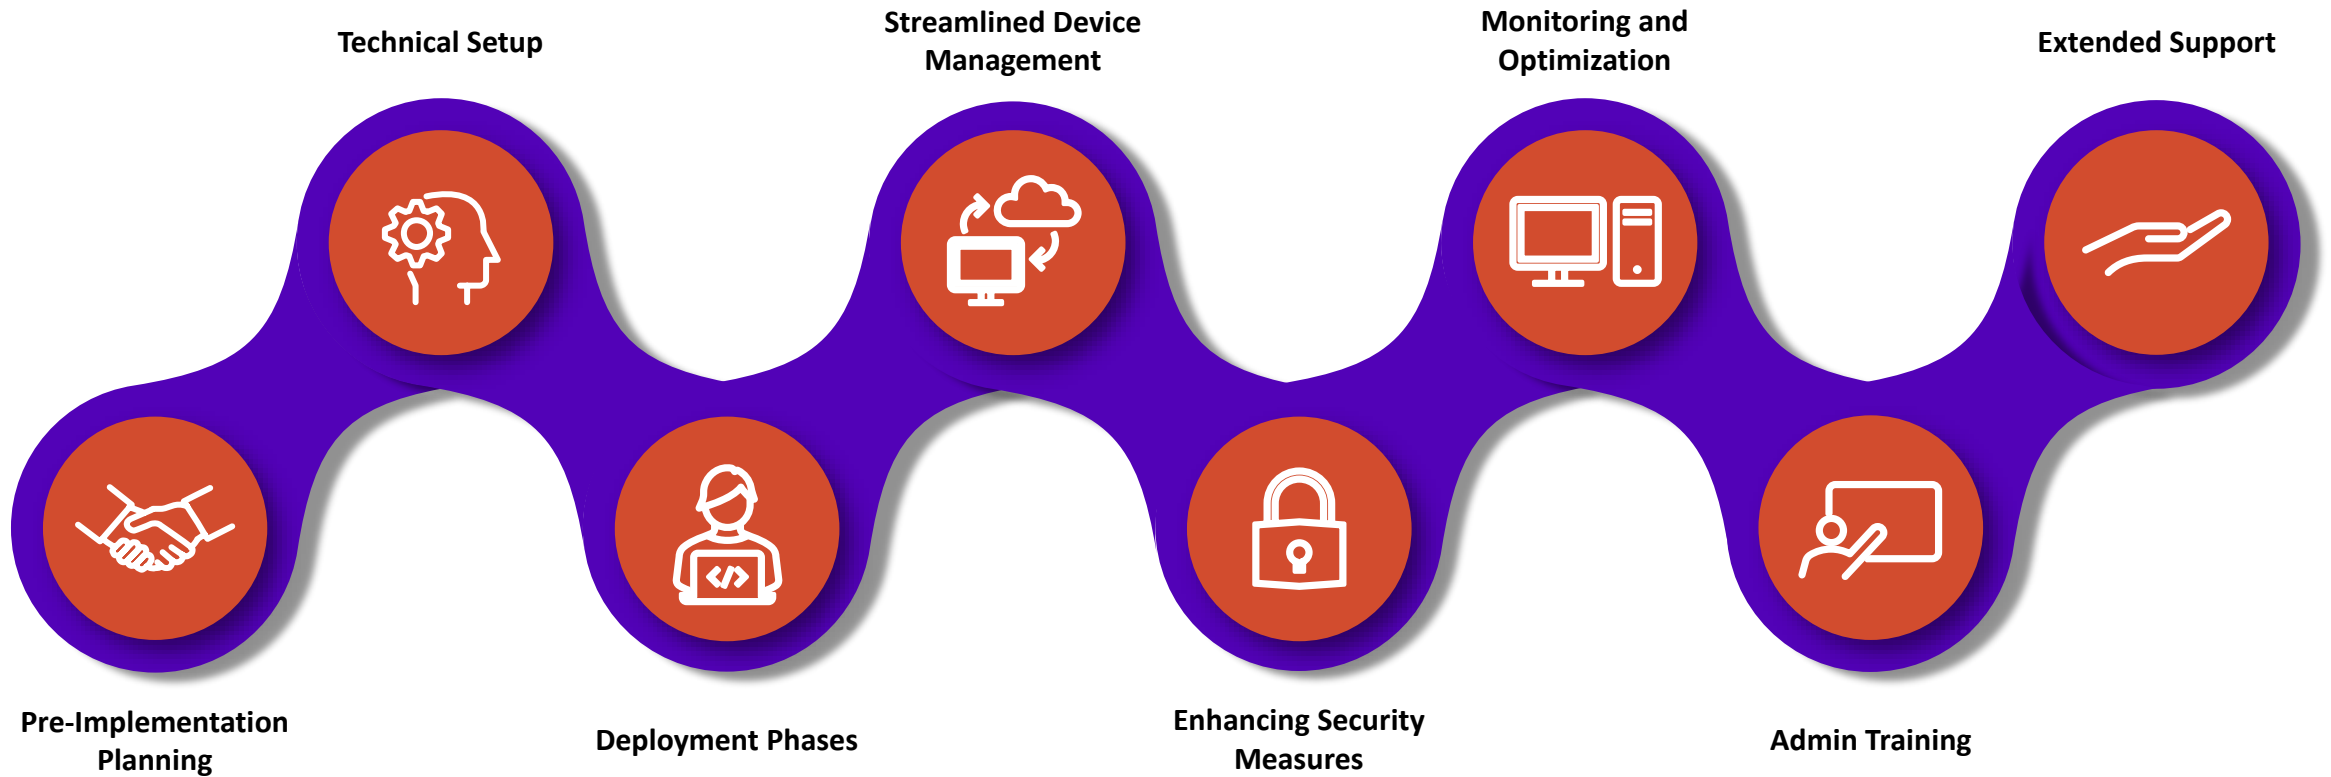 Technical Setup
Streamlined Device
Management
Monitoring and
Optimization
Extended Support
Pre-Implementation
Planning
Deployment Phases
Enhancing Security
Measures
Admin Training